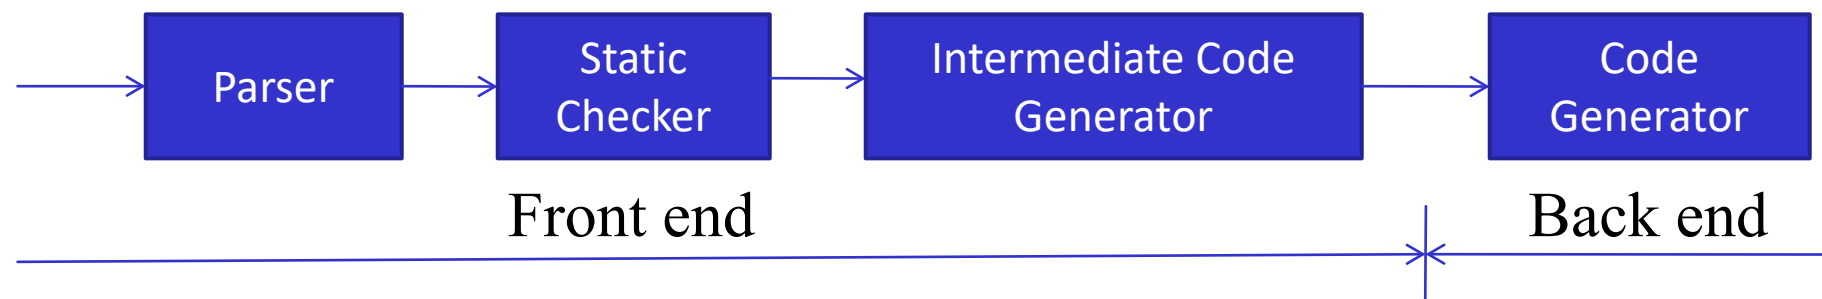 Parser
Static
Checker
Intermediate Code
Generator
Code
Generator
Front end
Back end